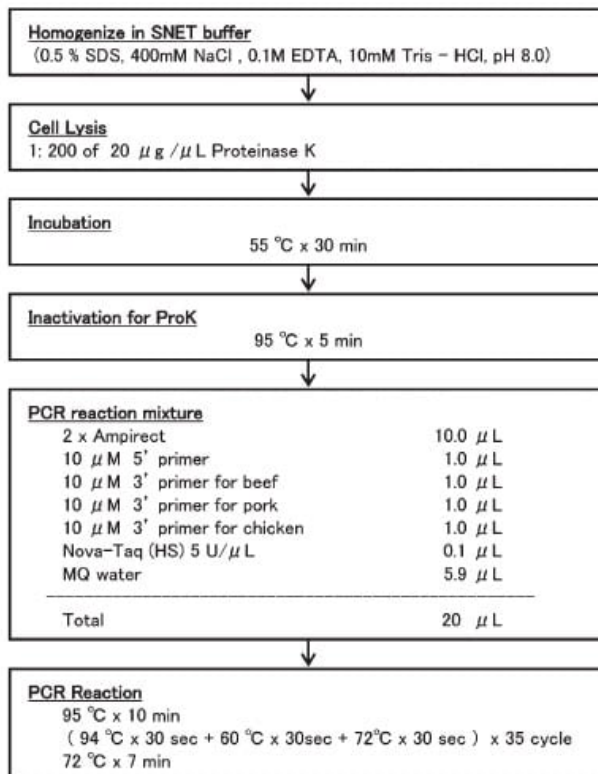 Homogenize in SNET buffer
(0.5 % SDS, 400mM NaCl , 0.1M EDTA, 10mM Tris – HCl, pH 8.0)
Cell Lysis
1: 200 of 20 μg /μL Proteinase K
Incubation
55 ℃ x 30 min
Inactivation for ProK
95 ℃ x 5 min
PCR reaction mixture
2 x Ampirect 10.0 μL
10 μM 5' primer 1.0 μL
10 μM 3' primer for beef 1.0 μL
10 μM 3' primer for pork 1.0 μL
10 μM 3' primer for chicken 1.0 μL
Nova-Taq (HS) 5 U/μL 0.1 μL
MQ water 5.9 μL
Total 20 μL
PCR Reaction
95 ℃ x 10 min
( 94 ℃ x 30 sec + 60 ℃ x 30sec + 72℃ x 30 sec ) x 35 cycle
72 ℃ x 7 min